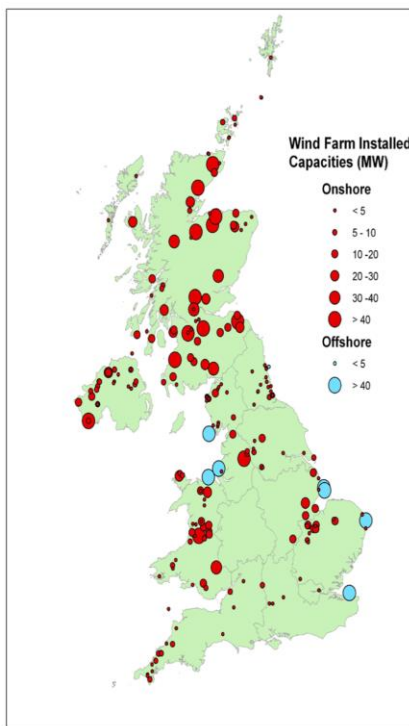 Wind Farm Installed
Capacities (MW)
Onshore
< 5
5 - 10
10 -20
20 -30
30 -40
> 40
Offshore
< 5
> 40